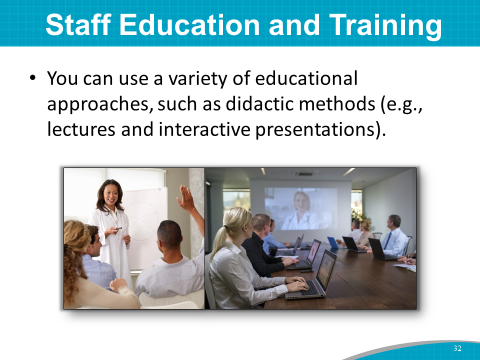 Staff Education and Training
• You can use a variety of educational
approaches, such as didactic methods (e.g.,
lectures and interactive presentations).
32